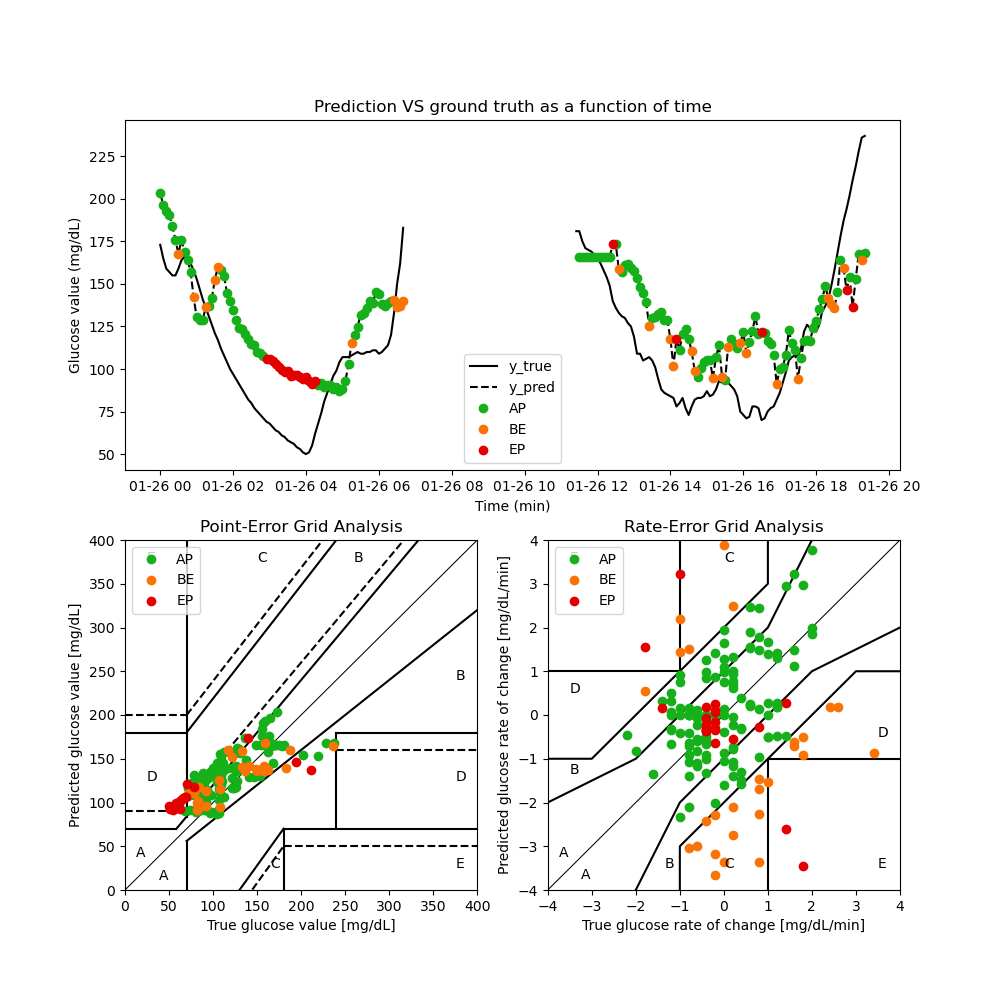 Prediction VS ground truth as a function of time
Glucose value (mg/dL)
225
200
175
150
125
100
75
50
y_true
y_pred
AP
BE
EP
01-26 00 01-26 02 01-26 04 01-26 06 01-26 08 01-26 10 01-26 12 01-26 14 01-26 16 01-26 18 01-26 20
Time (min)
Point-Error Grid Analysis
Predicted glucose value [mg/dL]
400
350
300
250
200
150
100
50
0
AP
BE
EP
C
B
B
D
D
A
A
C
E
0 50 100 150 200 250 300 350 400
True glucose value [mg/dL]
Rate-Error Grid Analysis
Predicted glucose rate of change [mg/dL/min]
4
3
2
1
0
−1
−2
−3
−4
AP
BE
EP
C
D
D
B
A
A
B
C
E
−4 −3 −2 −1 0 1 2 3 4
True glucose rate of change [mg/dL/min]